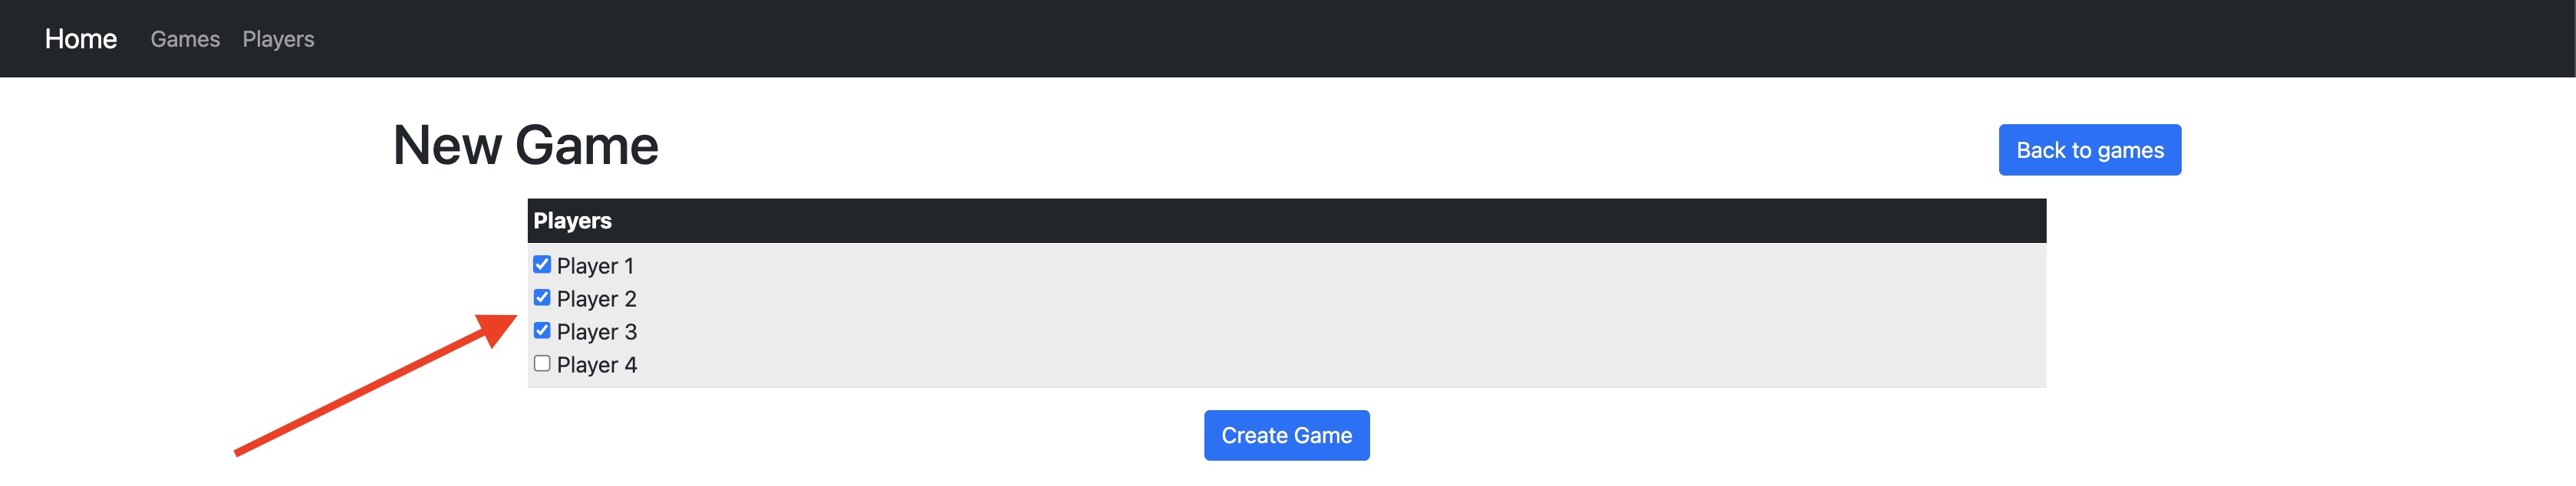 Home Games Players
New Game
Back to games
Players
Player 1
Player 2
Player 3
Player 4
Create Game